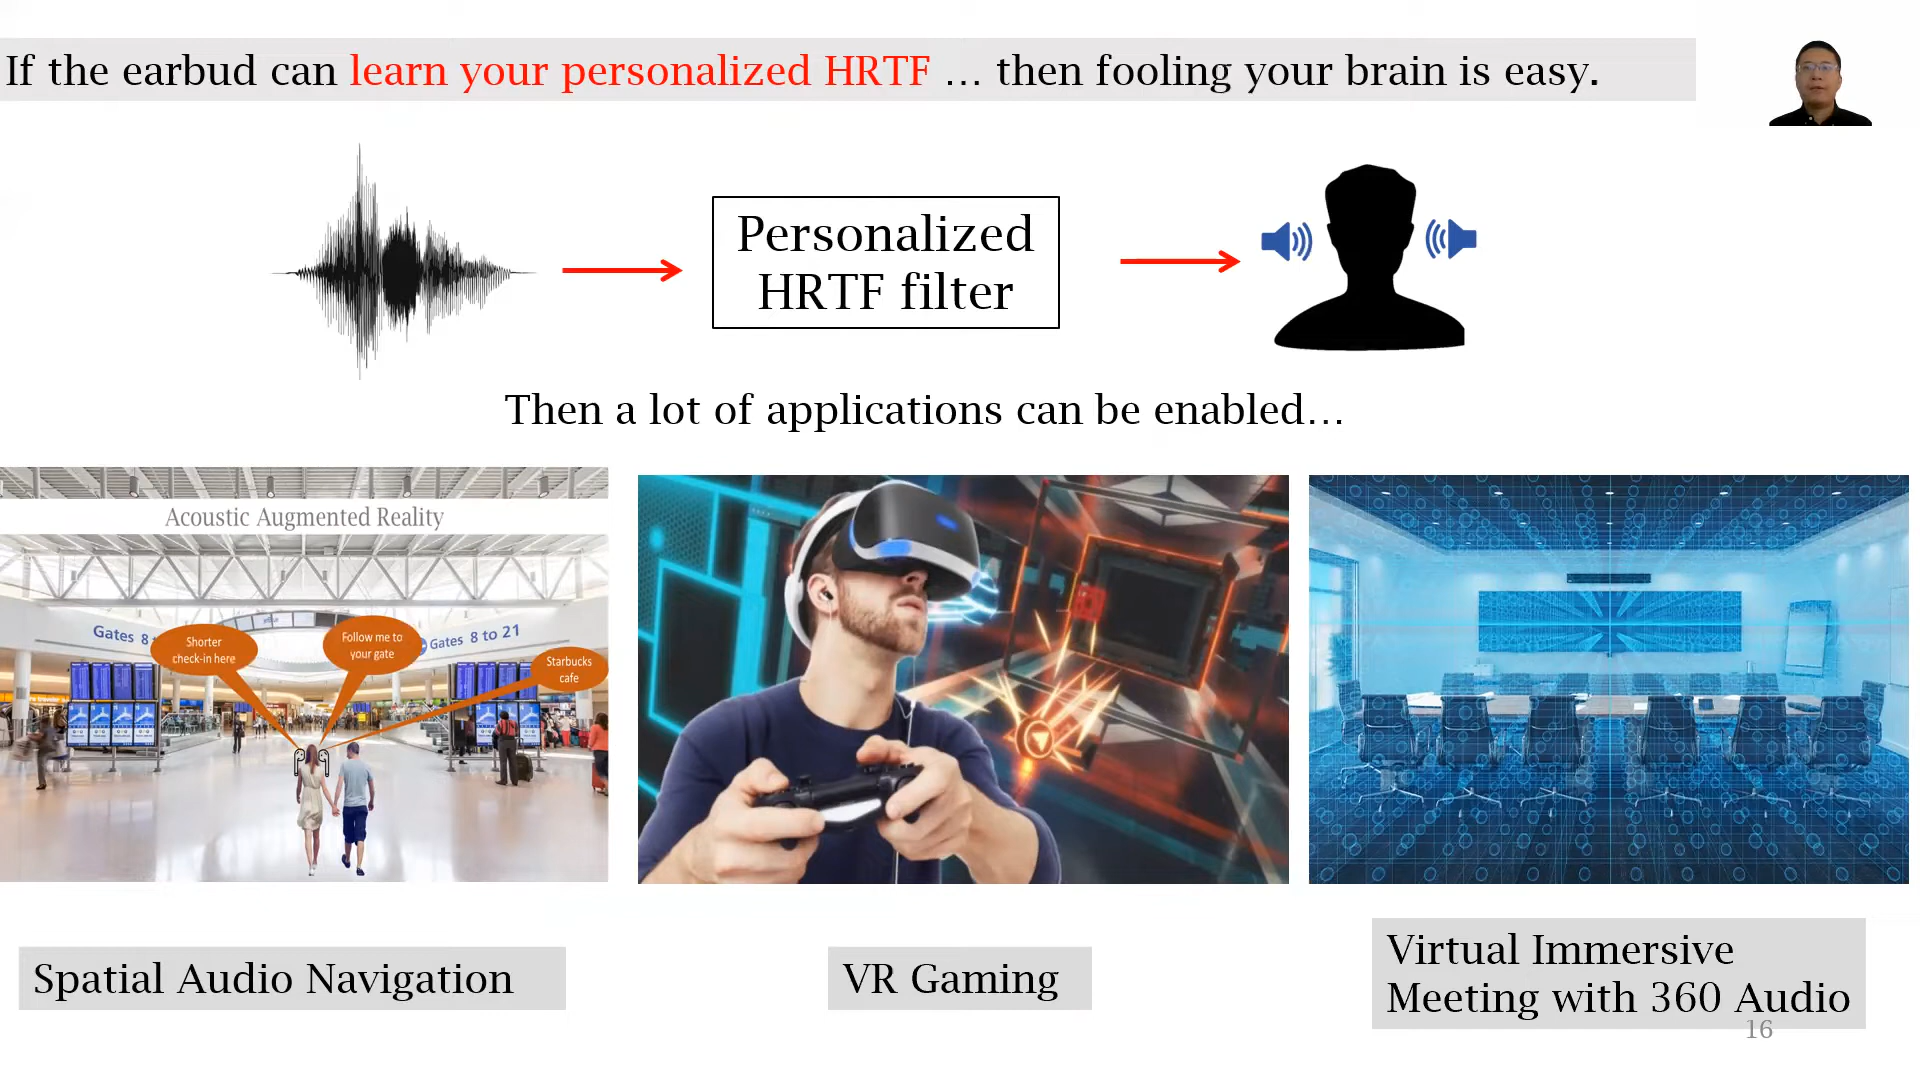 If the earbud can learn your personalized HRTF ... then fooling your brain is easy.
Personalized
HRTF filter
Then a lot of applications can be enabled...
Acoustic Augmented Reality
Gates 8
Gates 8 to 21
Shorter
check-in here
Follow me to
your gate
Starbucks
cafe
Spatial Audio Navigation
VR Gaming
Virtual Immersive
Meeting with 360 Audio
16